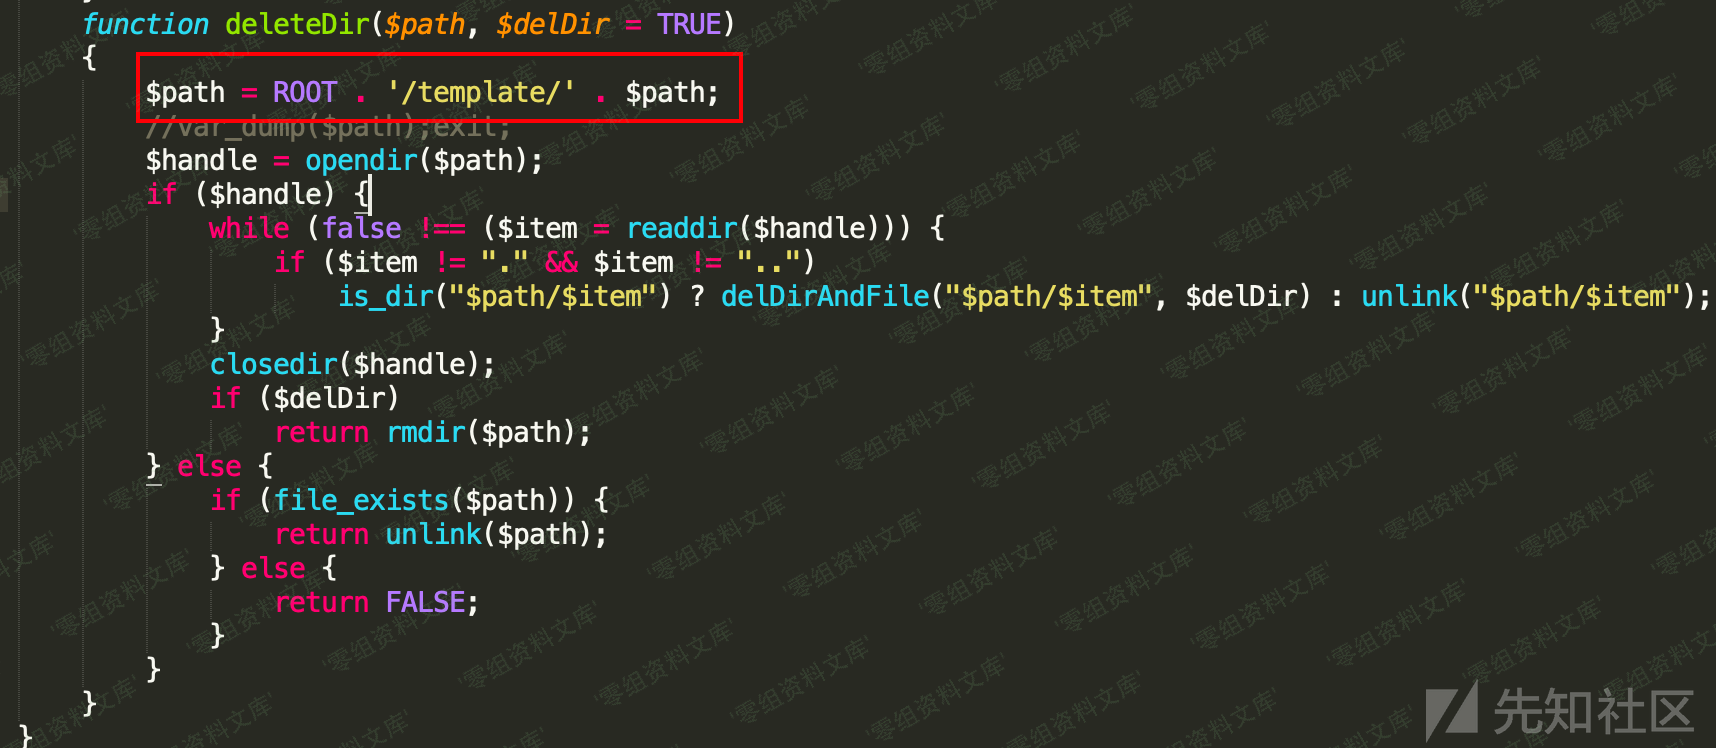 function deleteDir($path, $delDir = TRUE)
{
$path = ROOT . '/template/' . $path;
//var_dump($path);exit;
$handle = opendir($path);
if ($handle) {
while (false !== ($item = readdir($handle))) {
if ($item != "." && $item != "..")
is_dir("$path/$item") ? delDirAndFile("$path/$item", $delDir) : unlink("$path/$item");
}
closedir($handle);
if ($delDir)
return rmdir($path);
} else {
if (file_exists($path)) {
return unlink($path);
} else {
return FALSE;
}
}
}
}
零组资料文库
先知社区